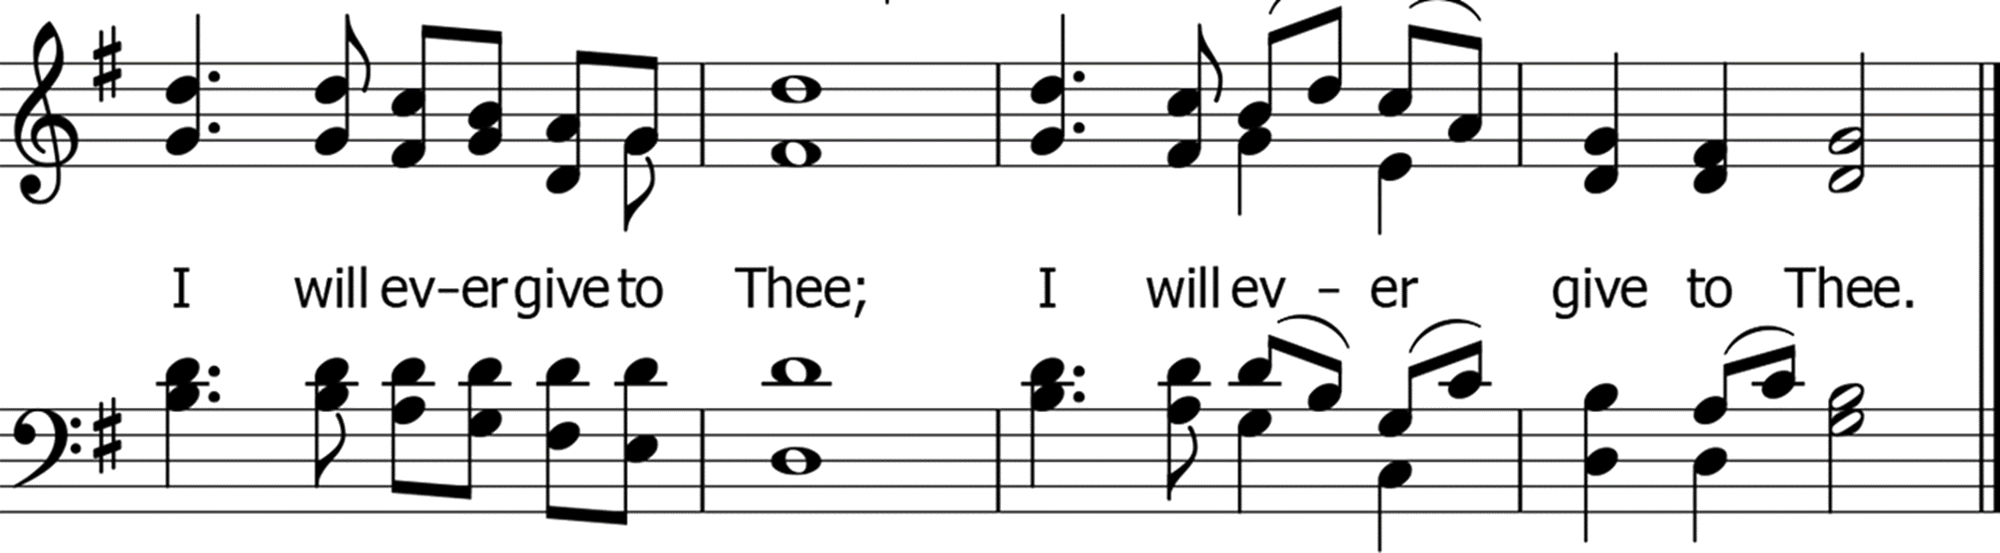 I will ev-er give to Thee; I will ev - er give to Thee.